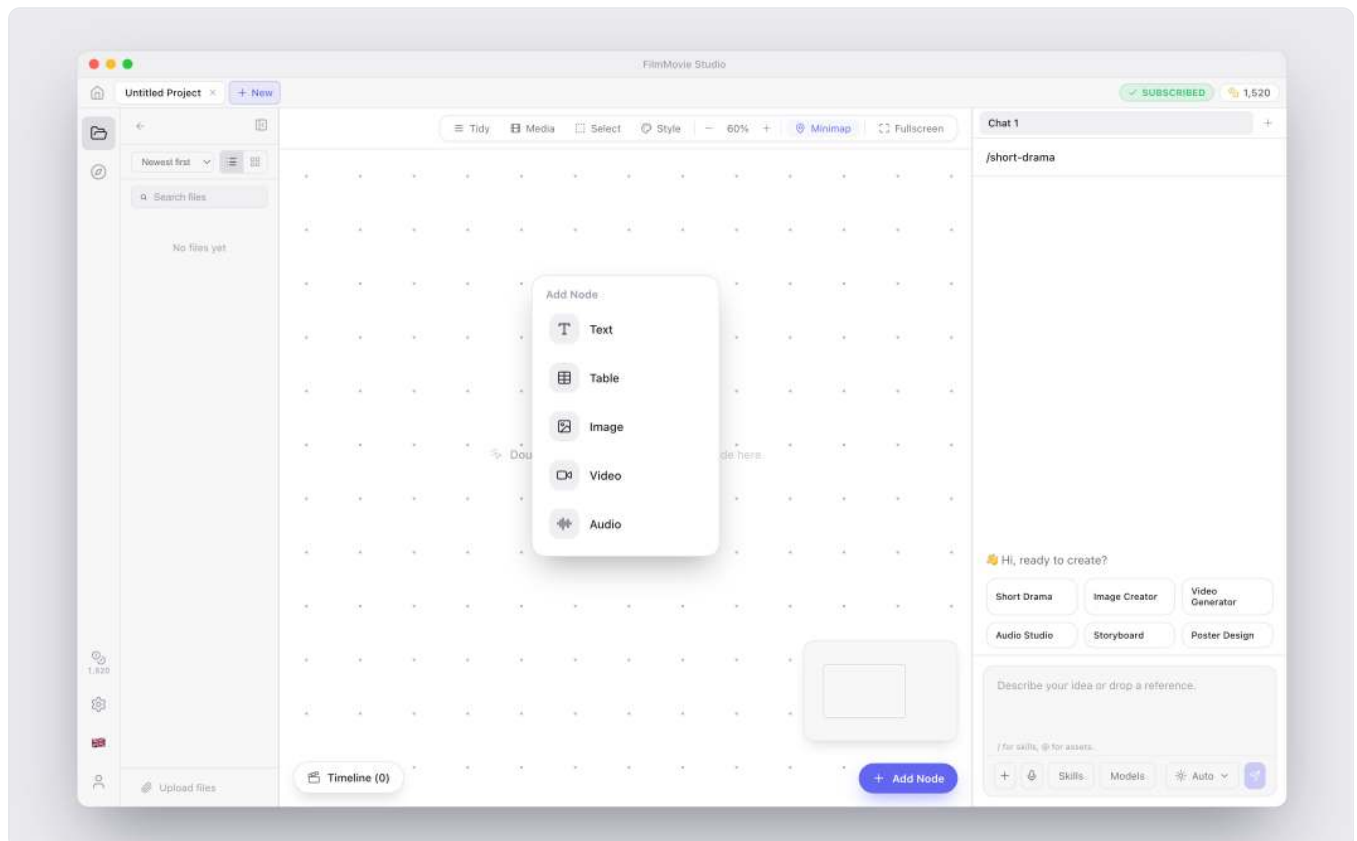 FilmMovie Studio
Untitled Project ×
+ New
SUBSCRIBED
1,520
Tidy
Media
Select
Style
− 60% +
Minimap
Fullscreen
Chat 1
+
Newest first
/short-drama
Search files
No files yet
Add Node
Text
Table
Image
Dou
de here.
Video
Audio
Hi, ready to create?
Short Drama
Image Creator
Video
Generator
Audio Studio
Storyboard
Poster Design
1,520
Describe your idea or drop a reference.
/ for skills, @ for assets.
Upload files
Timeline (0)
+ Add Node
+
Skills
Models
Auto